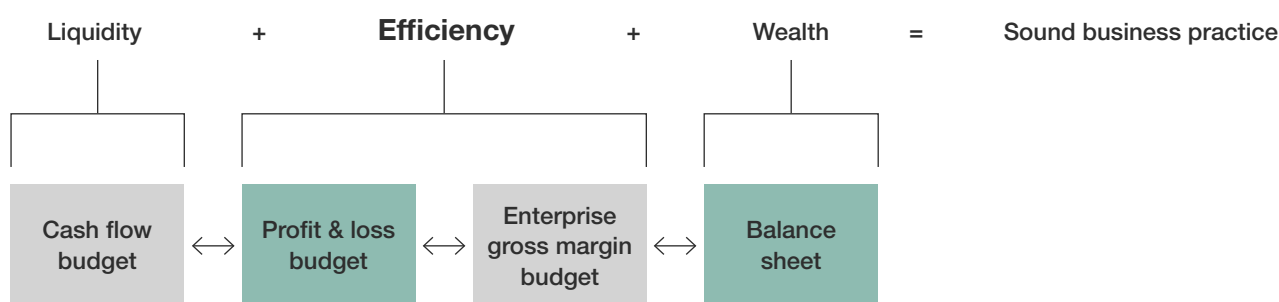 Liquidity + Efficiency + Wealth = Sound business practice
Cash flow
budget
Profit & loss
budget
Enterprise
gross margin
budget
Balance
sheet